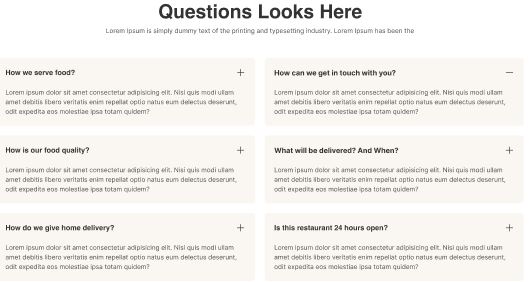 Questions Looks Here
Lorem Ipsum is simply dummy text of the printing and typesetting industry. Lorem Ipsum has been the
How we serve food?
Lorem ipsum dolor sit amet consectetur adipisicing elit. Nisi quis modi ullam
amet debitis libero veritatis enim repellat optio natus eum delectus deserunt,
odit expedita eos molestiae ipsa totam quidem?
How can we get in touch with you?
Lorem ipsum dolor sit amet consectetur adipisicing elit. Nisi quis modi ullam
amet debitis libero veritatis enim repellat optio natus eum delectus deserunt,
odit expedita eos molestiae ipsa totam quidem?
How is our food quality?
Lorem ipsum dolor sit amet consectetur adipisicing elit. Nisi quis modi ullam
amet debitis libero veritatis enim repellat optio natus eum delectus deserunt,
odit expedita eos molestiae ipsa totam quidem?
What will be delivered? And When?
Lorem ipsum dolor sit amet consectetur adipisicing elit. Nisi quis modi ullam
amet debitis libero veritatis enim repellat optio natus eum delectus deserunt,
odit expedita eos molestiae ipsa totam quidem?
How do we give home delivery?
Lorem ipsum dolor sit amet consectetur adipisicing elit. Nisi quis modi ullam
amet debitis libero veritatis enim repellat optio natus eum delectus deserunt,
odit expedita eos molestiae ipsa totam quidem?
Is this restaurant 24 hours open?
Lorem ipsum dolor sit amet consectetur adipisicing elit. Nisi quis modi ullam
amet debitis libero veritatis enim repellat optio natus eum delectus deserunt,
odit expedita eos molestiae ipsa totam quidem?